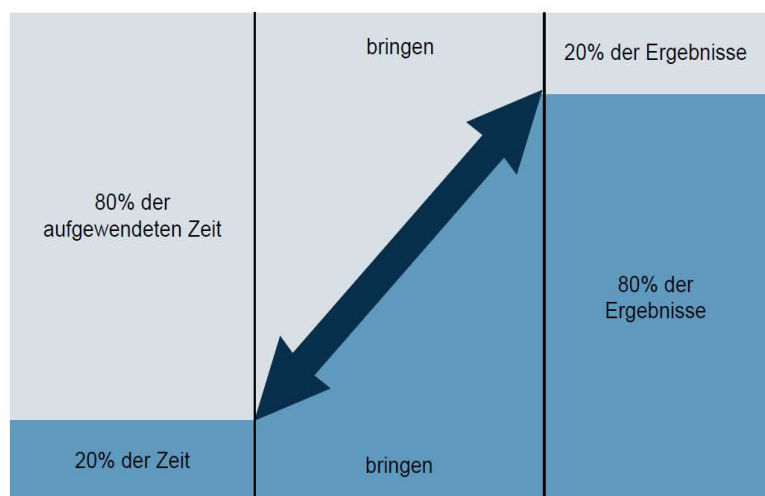 bringen
20% der Ergebnisse
80% der
aufgewendeten Zeit
80% der
Ergebnisse
20% der Zeit
bringen